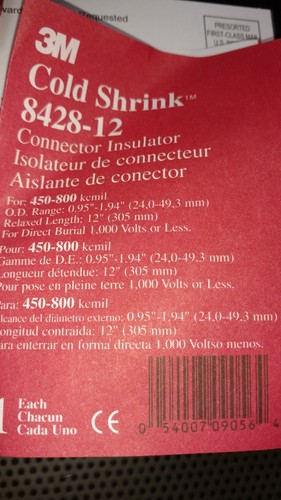 Requested
PRESORTED
FIRST-CLASS MAIL
3M
Cold Shrink™
8428-12
Connector Insulator
Isolateur de connecteur
Aislante de conector
For: 450-800 kcmil
O.D. Range: 0.95"-1.94" (24,0-49,3 mm)
Relaxed Length: 12" (305 mm)
For Direct Burial 1,000 Volts or Less.
Pour: 450-800 kcmil
Gamme de D.E.: 0.95"-1.94" (24,0-49.3 mm)
Longueur détendue: 12" (305 mm)
Pour pose en pleine terre 1,000 Volts or Less.
Para: 450-800 kcmil
lcance del diámetro externo: 0.95"-1.94" (24,0-49,3 mm)
ongitud contraida: 12" (305 mm)
ara enterrar en forma directa 1,000 Voltso menos.
1 Each
Chacun
Cada Uno
CE
0 54007 09056 4